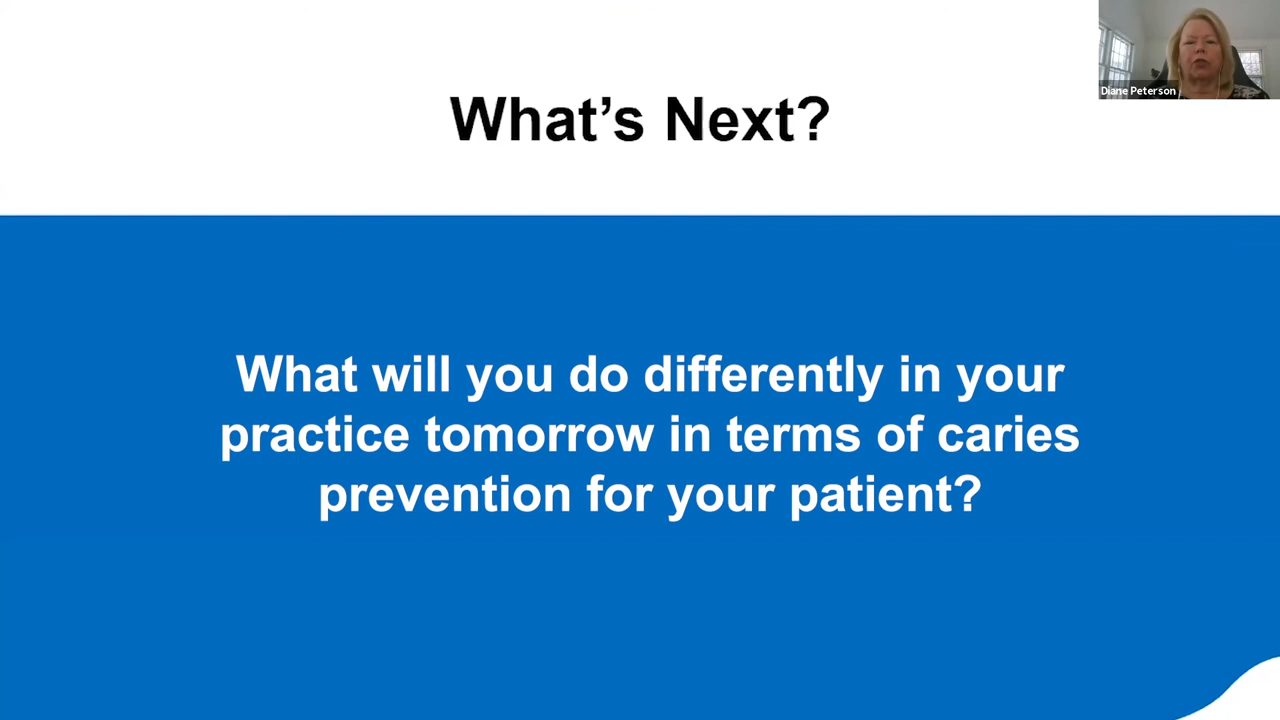 Diane Peterson
What's Next?
What will you do differently in your
practice tomorrow in terms of caries
prevention for your patient?